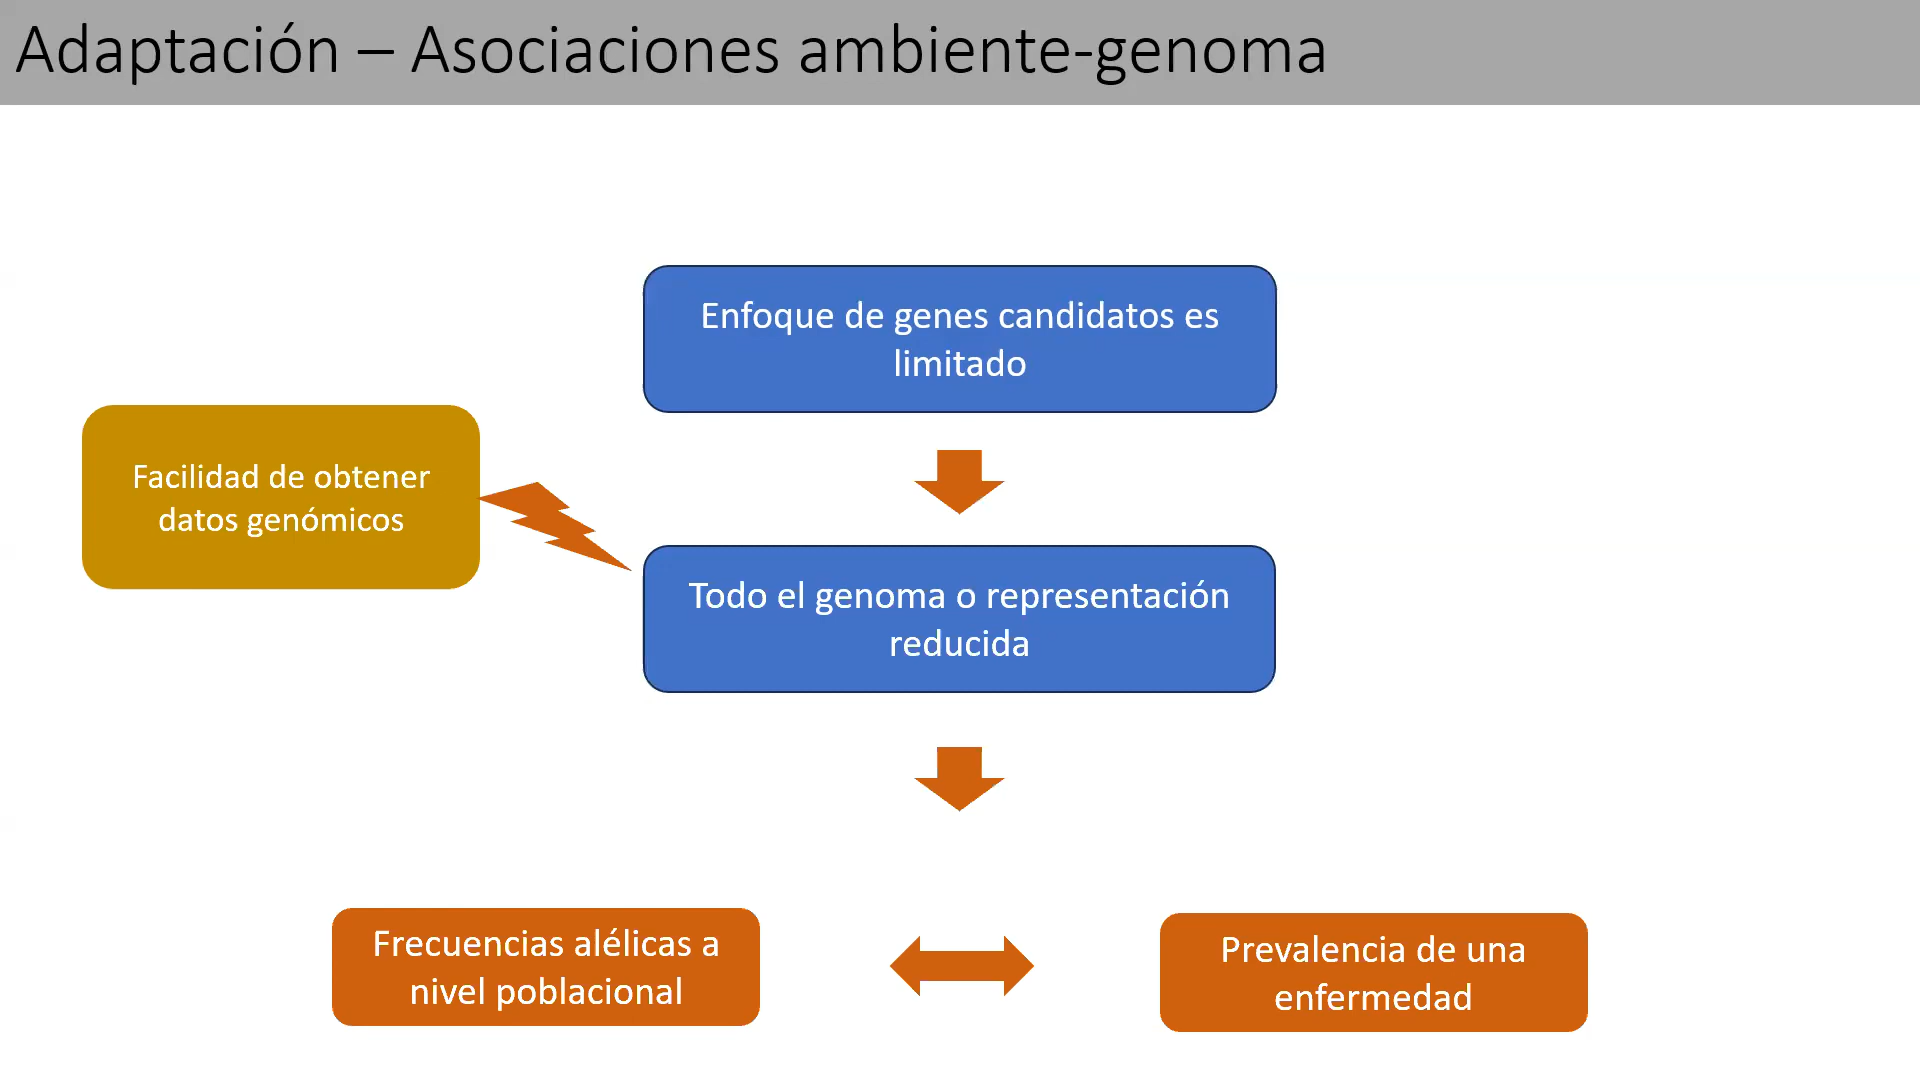 Adaptación – Asociaciones ambiente-genoma
Enfoque de genes candidatos es
limitado
Facilidad de obtener
datos genómicos
Todo el genoma o representación
reducida
Frecuencias alélicas a
nivel poblacional
Prevalencia de una
enfermedad